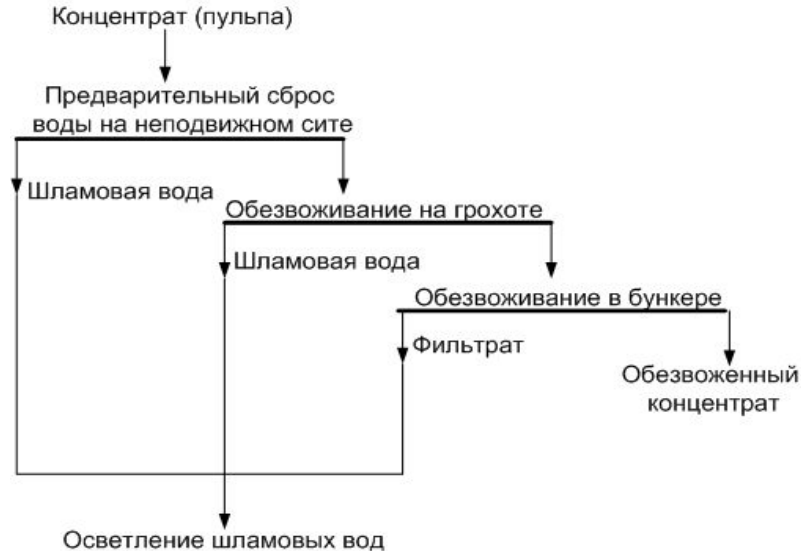 Концентрат (пульпа)
Предварительный сброс
воды на неподвижном сите
Шламовая вода
Обезвоживание на грохоте
Шламовая вода
Обезвоживание в бункере
Фильтрат
Обезвоженный
концентрат
Осветление шламовых вод